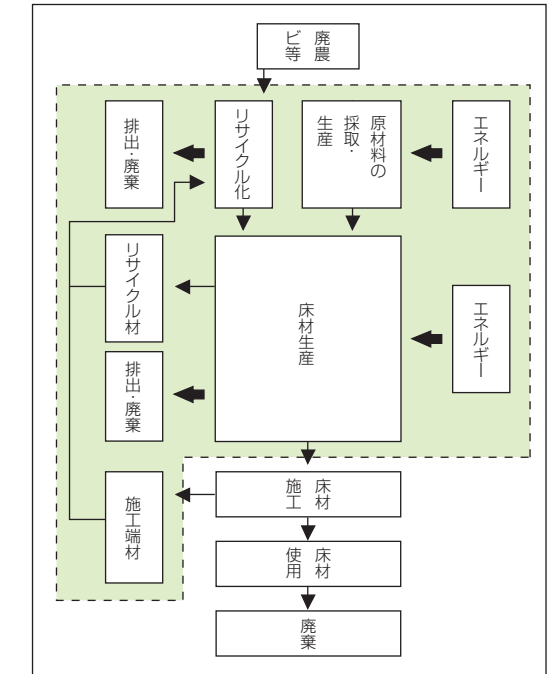 廃農
ビ等
排出・廃棄
リサイクル化
原材料の
採取・
生産
エネルギー
リサイクル材
床材生産
エネルギー
排出・廃棄
施工端材
床材
施工
床材
使用
廃棄